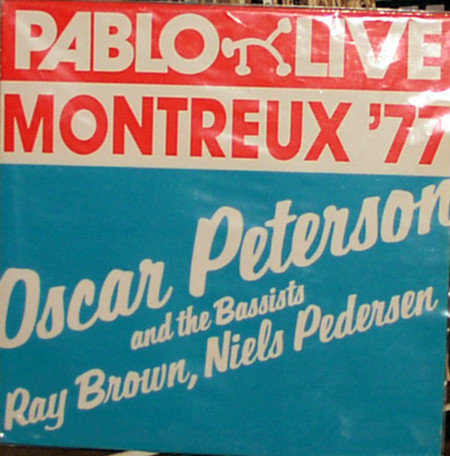 PABLO LIVE
MONTREUX '77
Oscar Peterson
and the Bassists
Ray Brown, Niels Pedersen